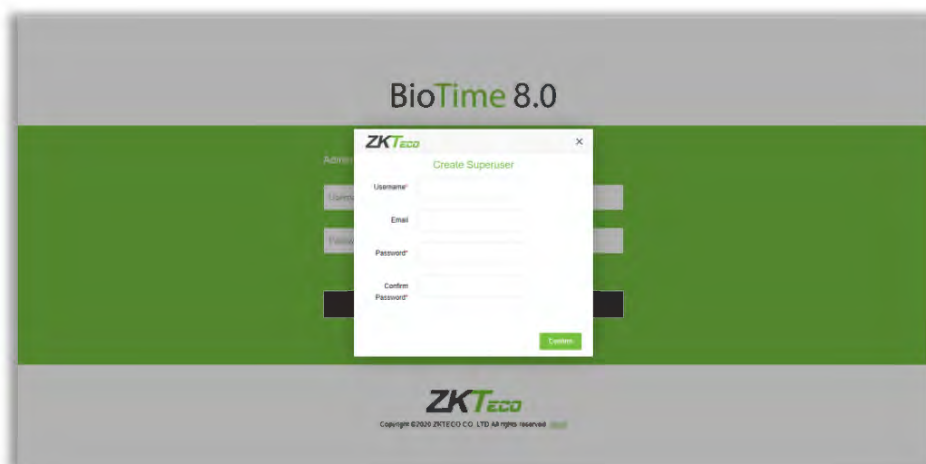 BioTime 8.0
ZKTECO
Create Superuser
Username*
Email
Password*
Confirm
Password*
Confirm
ZKTECO
Copyright ©2020 ZKTECO CO., LTD All rights reserved